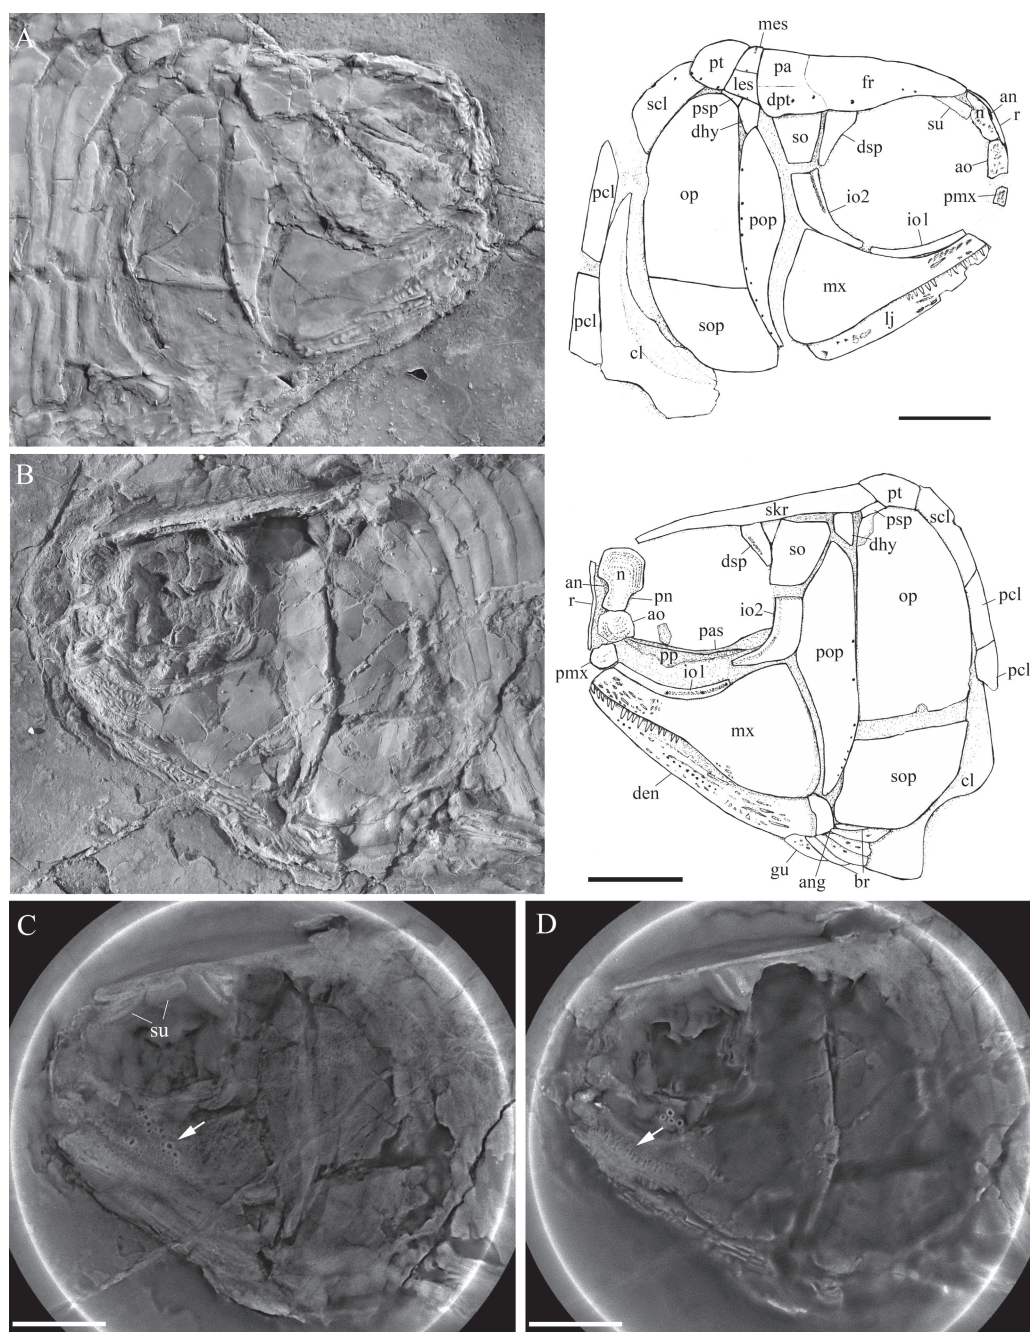 A
mes
pt
pa
les
fr
scl
an
psp
dpt
n
r
dhy
su
so
dsp
ao
pcl
op
io2
pmx
pop
io1
mx
pcl
lj
sop
cl
B
pt
skr
psp
scl
dhy
so
dsp
n
an
op
r
pn
pcl
ao
io2
pas
pp
pop
pmx
io1
pcl
mx
sop
cl
den
gu
br
ang
C
su
D